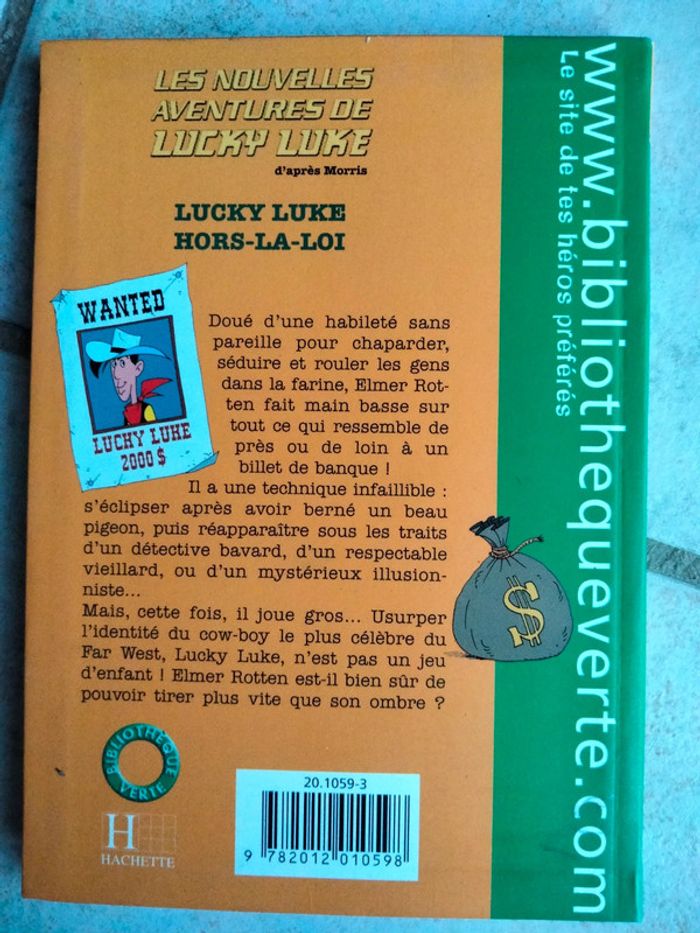 LES NOUVELLES
AVENTURES DE
LUCKY LUKE
d'après Morris
LUCKY LUKE
HORS-LA-LOI
WANTED
LUCKY LUKE
2000 $
Doué d'une habileté sans
pareille pour chaparder,
séduire et rouler les gens
dans la farine, Elmer Rot-
ten fait main basse sur
tout ce qui ressemble de
près ou de loin à un
billet de banque !
Il a une technique infaillible :
s'éclipser après avoir berné un beau
pigeon, puis réapparaître sous les traits
d'un détective bavard, d'un respectable
vieillard, ou d'un mystérieux illusion-
niste...
Mais, cette fois, il joue gros... Usurper
l'identité du cow-boy le plus célèbre du
Far West, Lucky Luke, n'est pas un jeu
d'enfant ! Elmer Rotten est-il bien sûr de
pouvoir tirer plus vite que son ombre ?
$
BIBLIOTHÈQUE
VERTE
H
HACHETTE
20.1059-3
9 782012 010598
www.bibliothequeverte.com
Le site de tes héros préférés